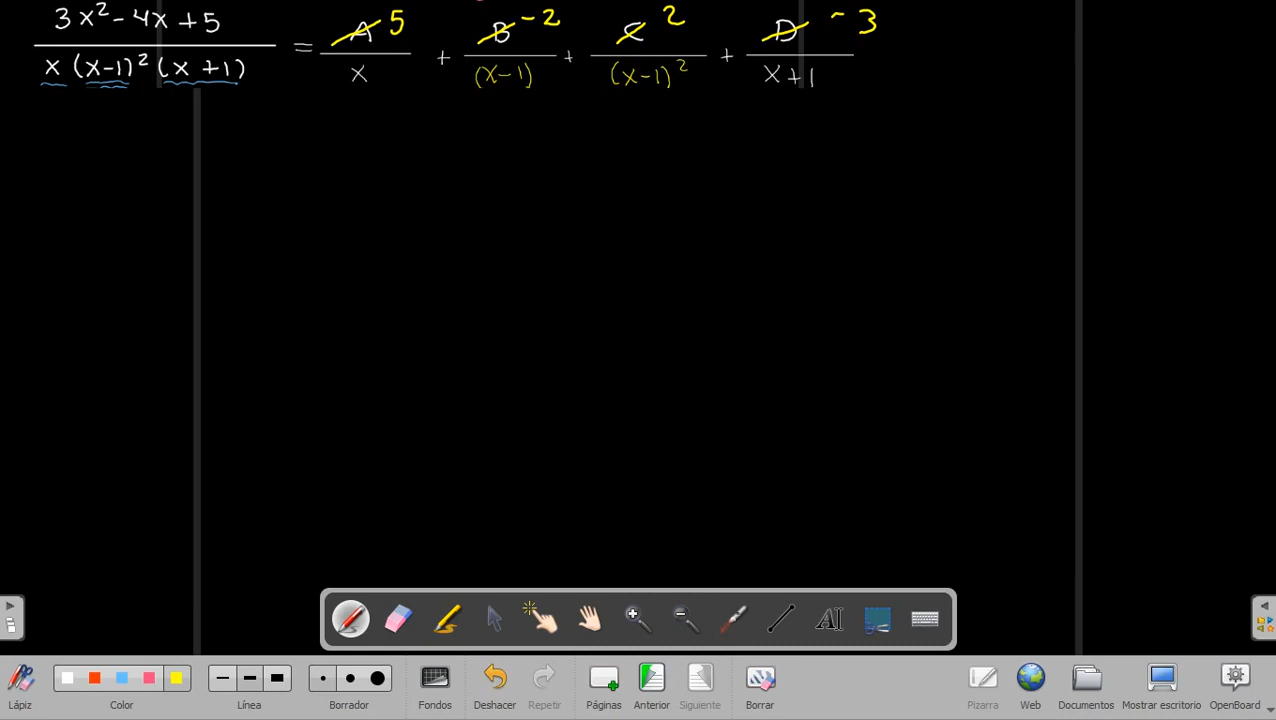 3x² - 4x + 5 / x (x-1)² (x+1) = A 5 / x + B -2 / (x-1) + C 2 / (x-1)² + D -3 / x+1
Lápiz Color Línea Borrador Fondos Deshacer Repetir Páginas Anterior Siguiente Borrar Pizarra Web Documentos Mostrar escritorio OpenBoard